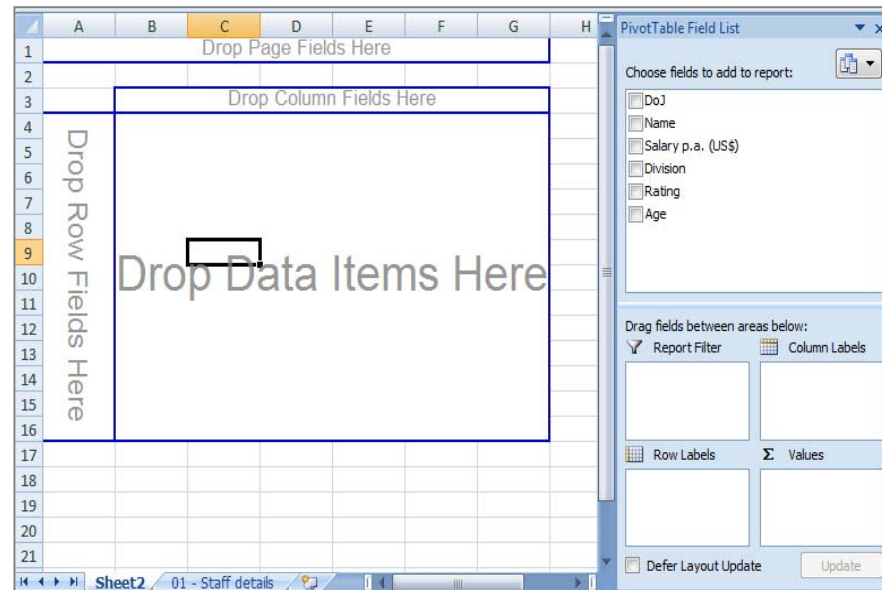 A B C D E F G H
PivotTable Field List
1
Drop Page Fields Here
2
3
Drop Column Fields Here
4
5
6
7
8
9
10
11
12
13
14
15
16
17
18
19
20
21
Drop Row Fields Here
Drop Data Items Here
Sheet2 01 - Staff details
Choose fields to add to report:
DoJ
Name
Salary p.a. (US$)
Division
Rating
Age
Drag fields between areas below:
Report Filter Column Labels
Row Labels Σ Values
Defer Layout Update Update